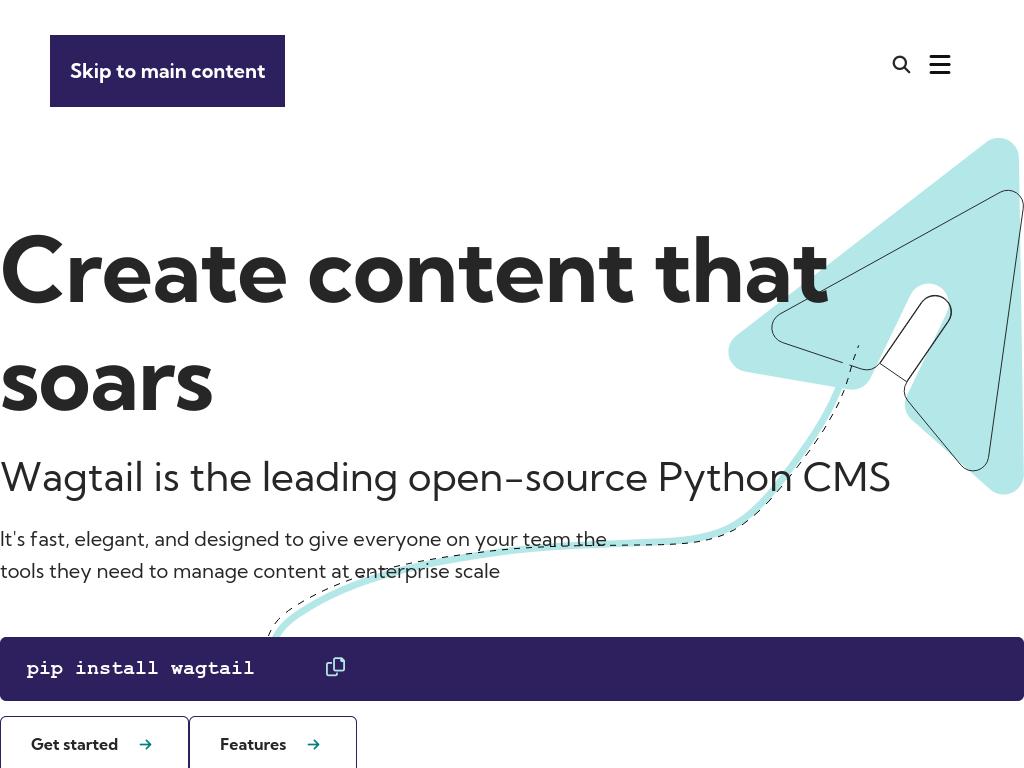 Skip to main content
Create content that
soars
Wagtail is the leading open-source Python CMS
It's fast, elegant, and designed to give everyone on your team the
tools they need to manage content at enterprise scale
pip install wagtail
Get started
Features